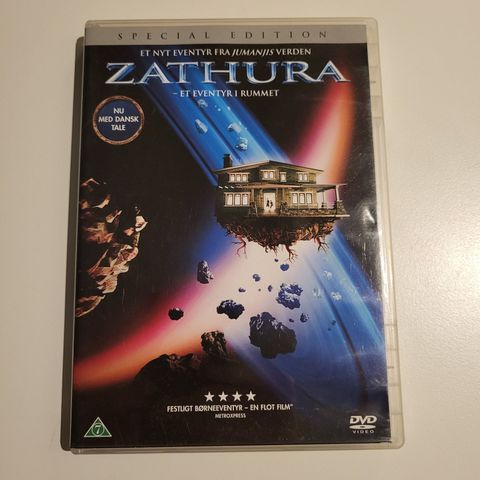 SPECIAL EDITION
ET NYT EVENTYR FRA JUMANJIS VERDEN
ZATHURA
– ET EVENTYR I RUMMET
NU
MED DANSK
TALE
★★★★
FESTLIGT BØRNEEVENTYR – EN FLOT FILM"
METROXPRESS
7
DVD
VIDEO